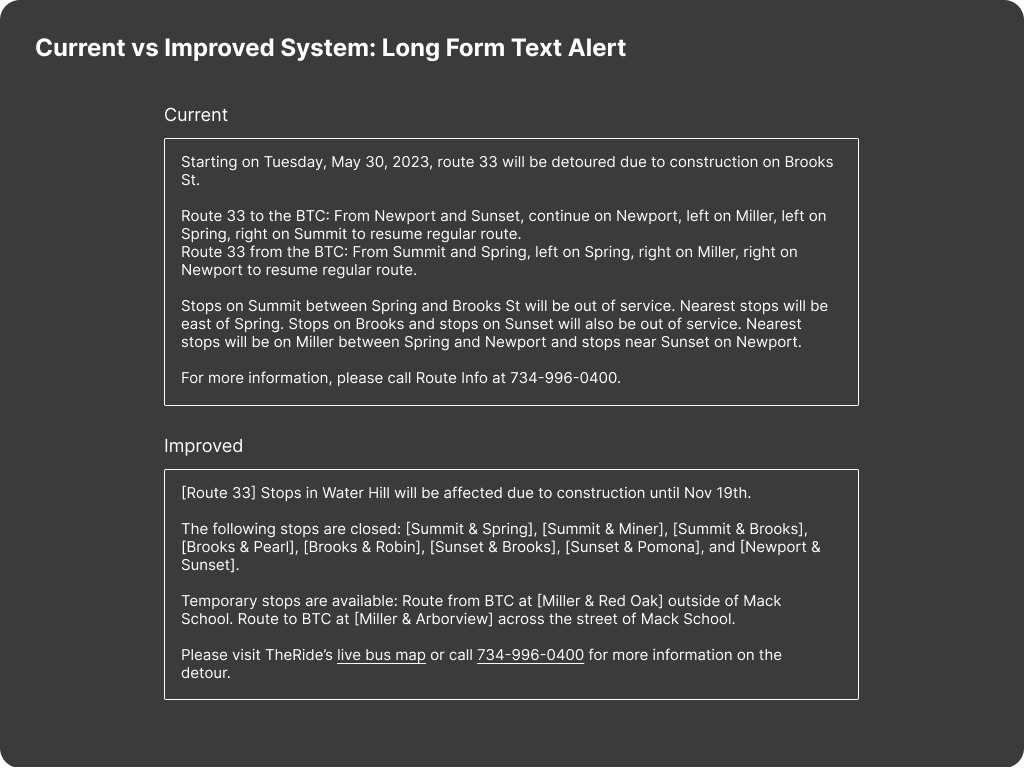 Current vs Improved System: Long Form Text Alert
Current
Starting on Tuesday, May 30, 2023, route 33 will be detoured due to construction on Brooks
St.
Route 33 to the BTC: From Newport and Sunset, continue on Newport, left on Miller, left on
Spring, right on Summit to resume regular route.
Route 33 from the BTC: From Summit and Spring, left on Spring, right on Miller, right on
Newport to resume regular route.
Stops on Summit between Spring and Brooks St will be out of service. Nearest stops will be
east of Spring. Stops on Brooks and stops on Sunset will also be out of service. Nearest
stops will be on Miller between Spring and Newport and stops near Sunset on Newport.
For more information, please call Route Info at 734-996-0400.
Improved
[Route 33] Stops in Water Hill will be affected due to construction until Nov 19th.
The following stops are closed: [Summit & Spring], [Summit & Miner], [Summit & Brooks],
[Brooks & Pearl], [Brooks & Robin], [Sunset & Brooks], [Sunset & Pomona], and [Newport &
Sunset].
Temporary stops are available: Route from BTC at [Miller & Red Oak] outside of Mack
School. Route to BTC at [Miller & Arborview] across the street of Mack School.
Please visit TheRide’s live bus map or call 734-996-0400 for more information on the
detour.